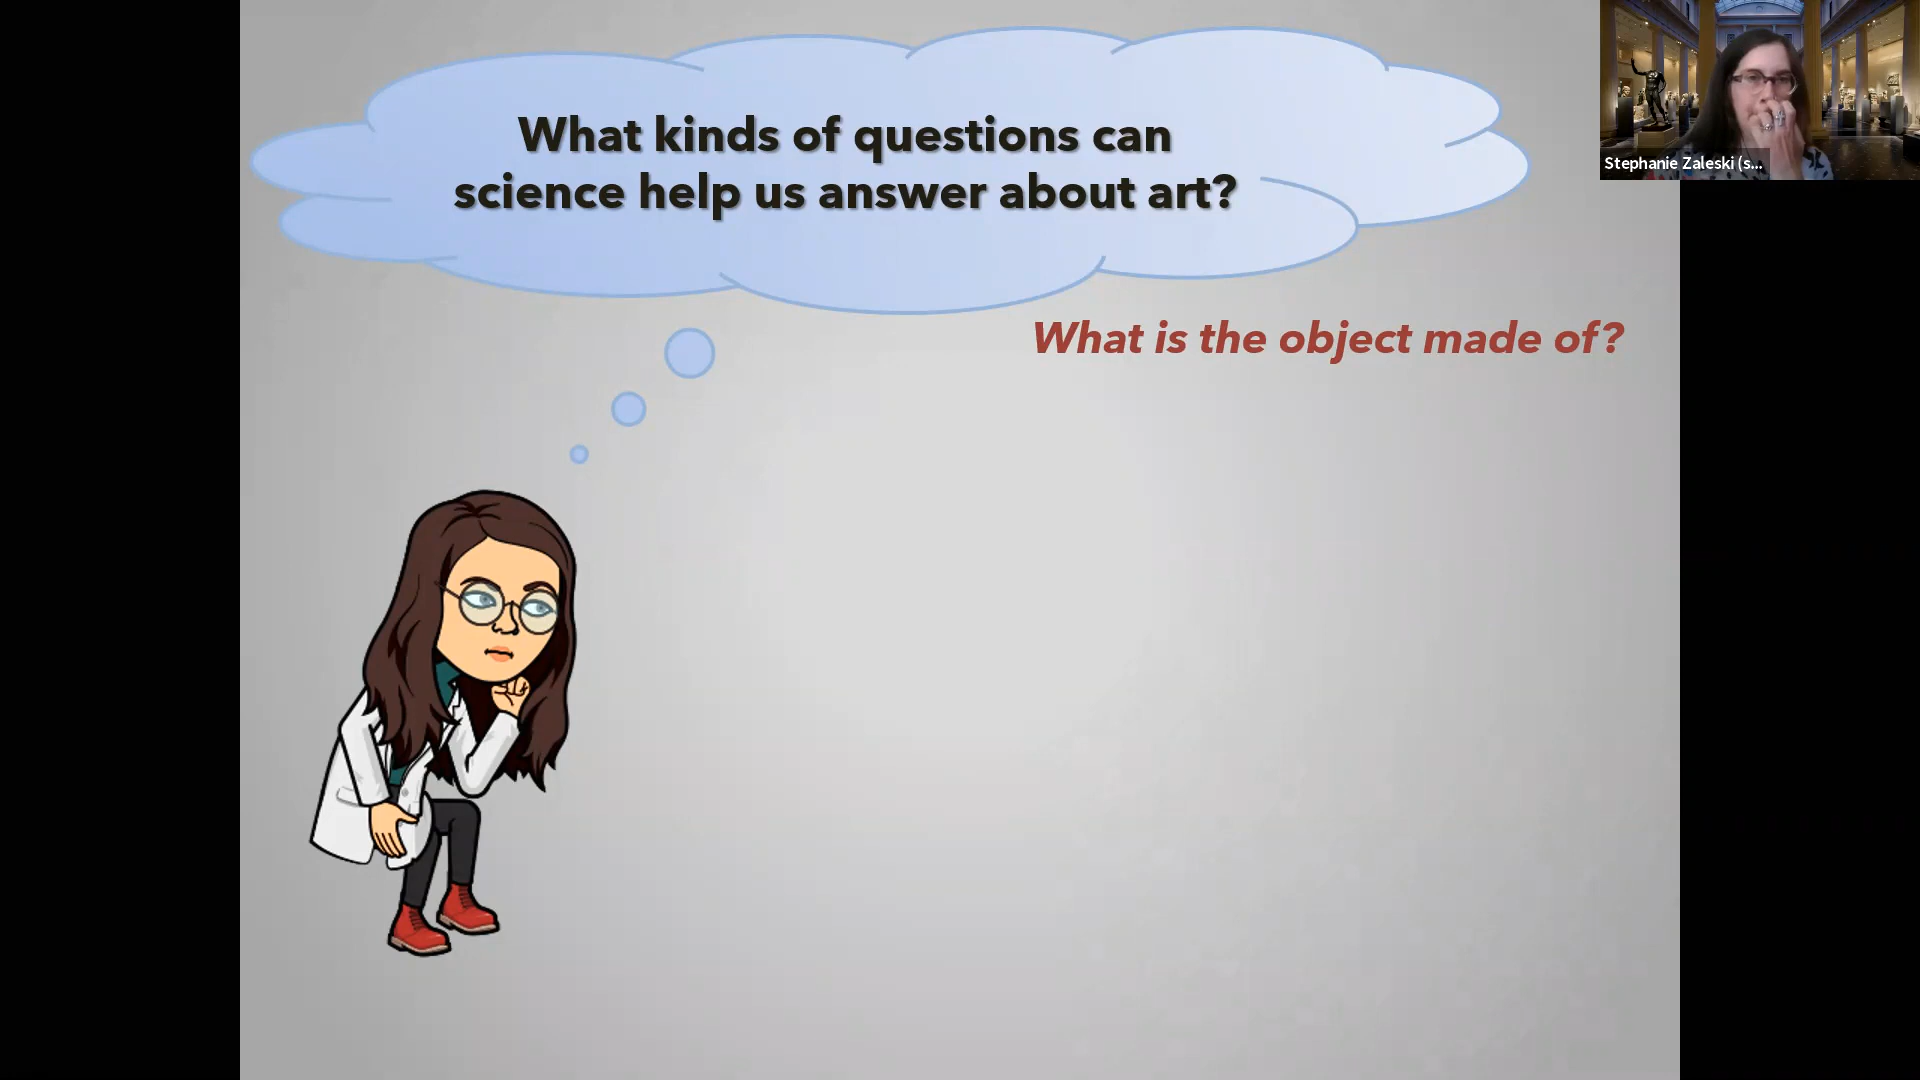 What kinds of questions can
science help us answer about art?
Stephanie Zaleski (s...
What is the object made of?